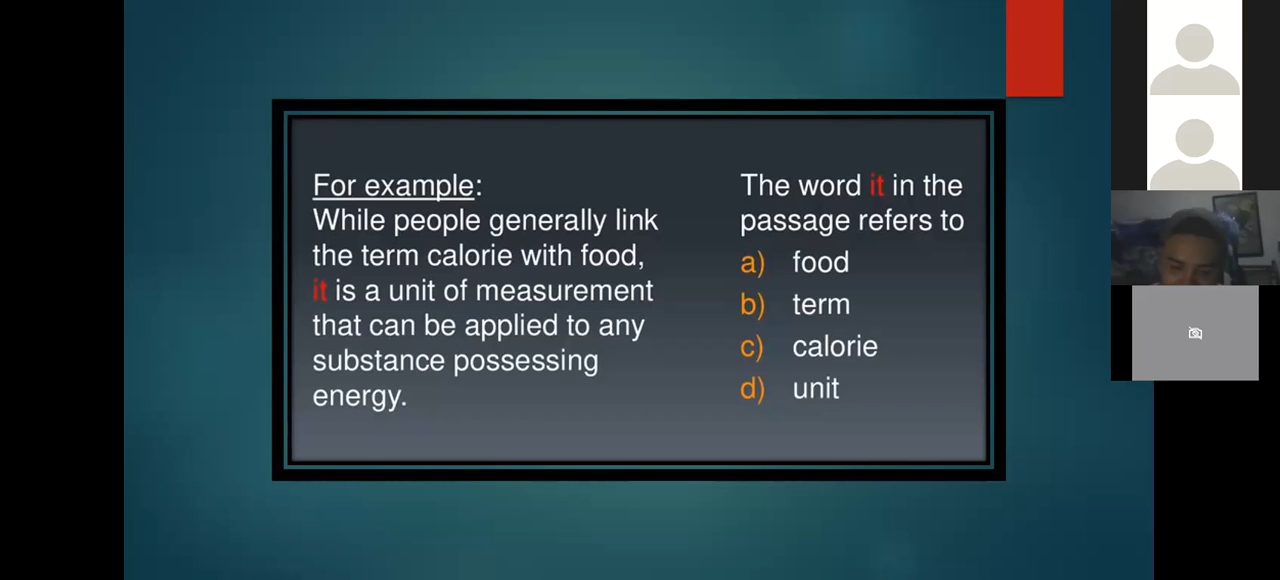 For example:
While people generally link
the term calorie with food,
it is a unit of measurement
that can be applied to any
substance possessing
energy.
The word it in the
passage refers to
a) food
b) term
c) calorie
d) unit